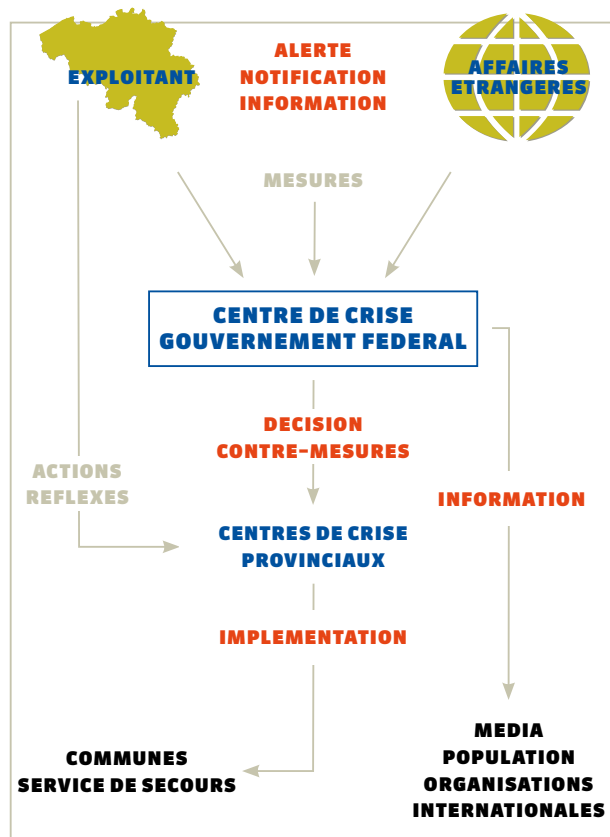 EXPLOITANT
ALERTE
NOTIFICATION
INFORMATION
AFFAIRES
ETRANGERES
MESURES
CENTRE DE CRISE
GOUVERNEMENT FEDERAL
DECISION
CONTRE-MESURES
ACTIONS
REFLEXES
INFORMATION
CENTRES DE CRISE
PROVINCIAUX
IMPLEMENTATION
COMMUNES
SERVICE DE SECOURS
MEDIA
POPULATION
ORGANISATIONS
INTERNATIONALES